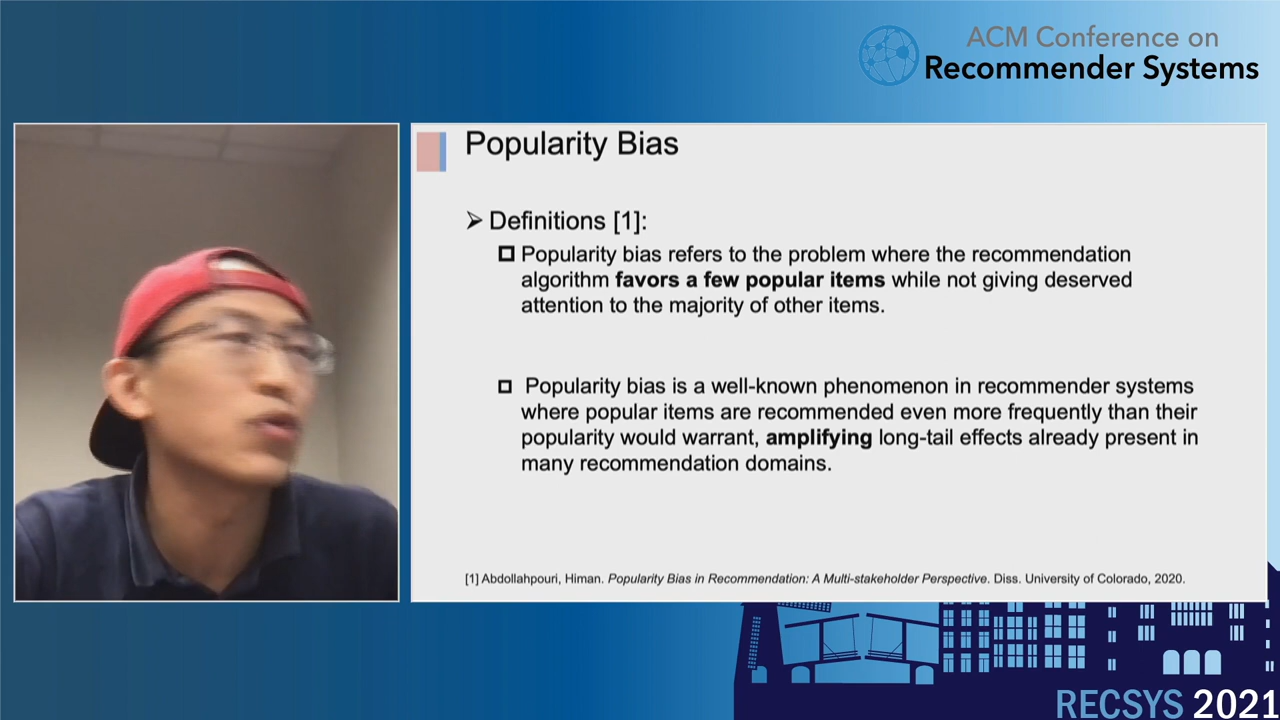 ACM Conference on
Recommender Systems
Popularity Bias
➢ Definitions [1]:
Popularity bias refers to the problem where the recommendation
algorithm favors a few popular items while not giving deserved
attention to the majority of other items.
Popularity bias is a well-known phenomenon in recommender systems
where popular items are recommended even more frequently than their
popularity would warrant, amplifying long-tail effects already present in
many recommendation domains.
[1] Abdollahpouri, Himan. Popularity Bias in Recommendation: A Multi-stakeholder Perspective. Diss. University of Colorado, 2020.
RECSYS 2021